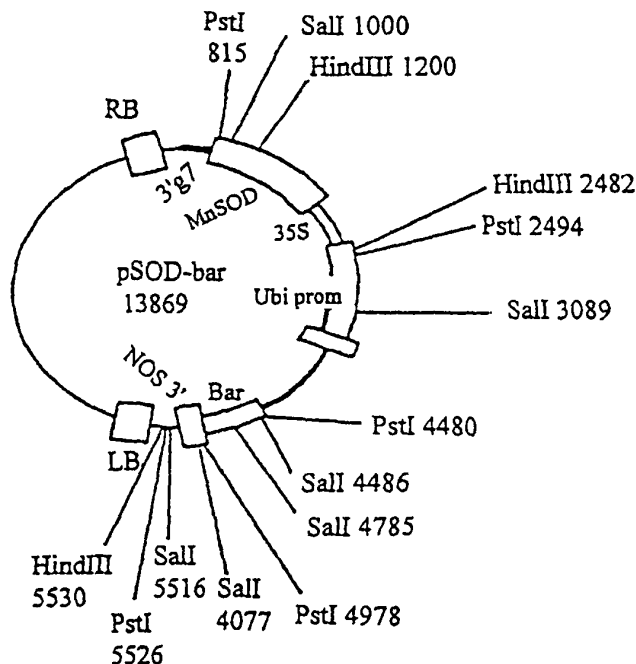 PstI
815
SalI 1000
HindIII 1200
RB
3'g7
MnSOD
35S
HindIII 2482
PstI 2494
pSOD-bar
13869
Ubi prom
SalI 3089
NOS 3'
Bar
PstI 4480
LB
SalI 4486
SalI 4785
HindIII
5530
PstI
5526
SalI
5516
SalI
4077
PstI 4978